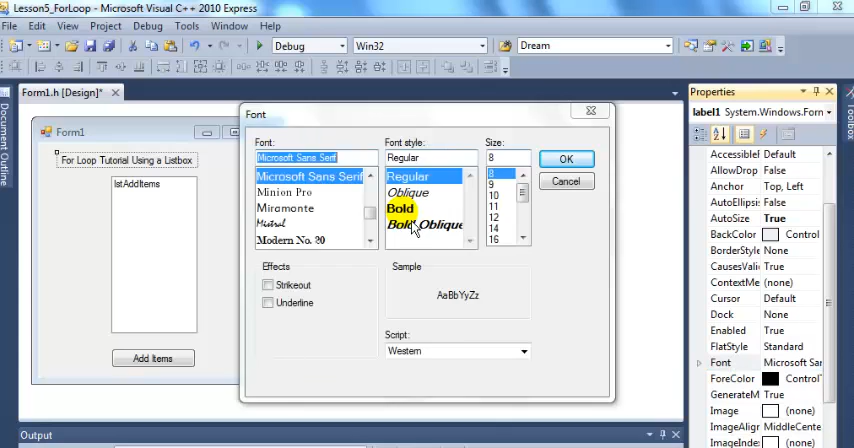 Lesson5_ForLoop - Microsoft Visual C++ 2010 Express
File Edit View Project Debug Tools Window Help
Debug Win32 Dream
Form1.h [Design]*
Document Outline
Form1
For Loop Tutorial Using a Listbox
lstAddItems
Add Items
Font
Font: Font style: Size:
Microsoft Sans Serif Regular 8
OK
Cancel
Microsoft Sans Serif
Minion Pro
Miramonte
Mistral
Modern No. 20
Regular
Oblique
Bold
Bold Oblique
8
9
10
11
12
14
16
Effects
Strikeout
Underline
Sample
AaBbYyZz
Script:
Western
Properties
label1 System.Windows.Forn
Accessiblef Default
AllowDrop False
Anchor Top, Left
AutoEllipsis False
AutoSize True
BackColor Control
BorderStyle None
CausesVali True
ContextMe (none)
Cursor Default
Dock None
Enabled True
FlatStyle Standard
Font Microsoft Sar
ForeColor ControlT
GenerateM True
Image (none)
ImageAlign MiddleCenter
ImageIndex (none)
Toolbox
Output